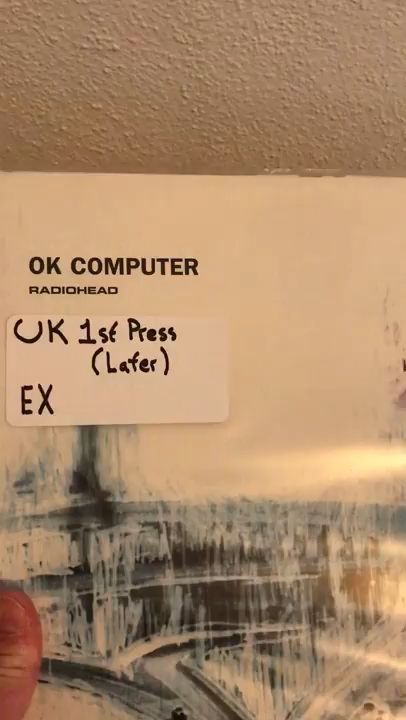 OK COMPUTER
RADIOHEAD
UK 1st Press
(Later)
EX